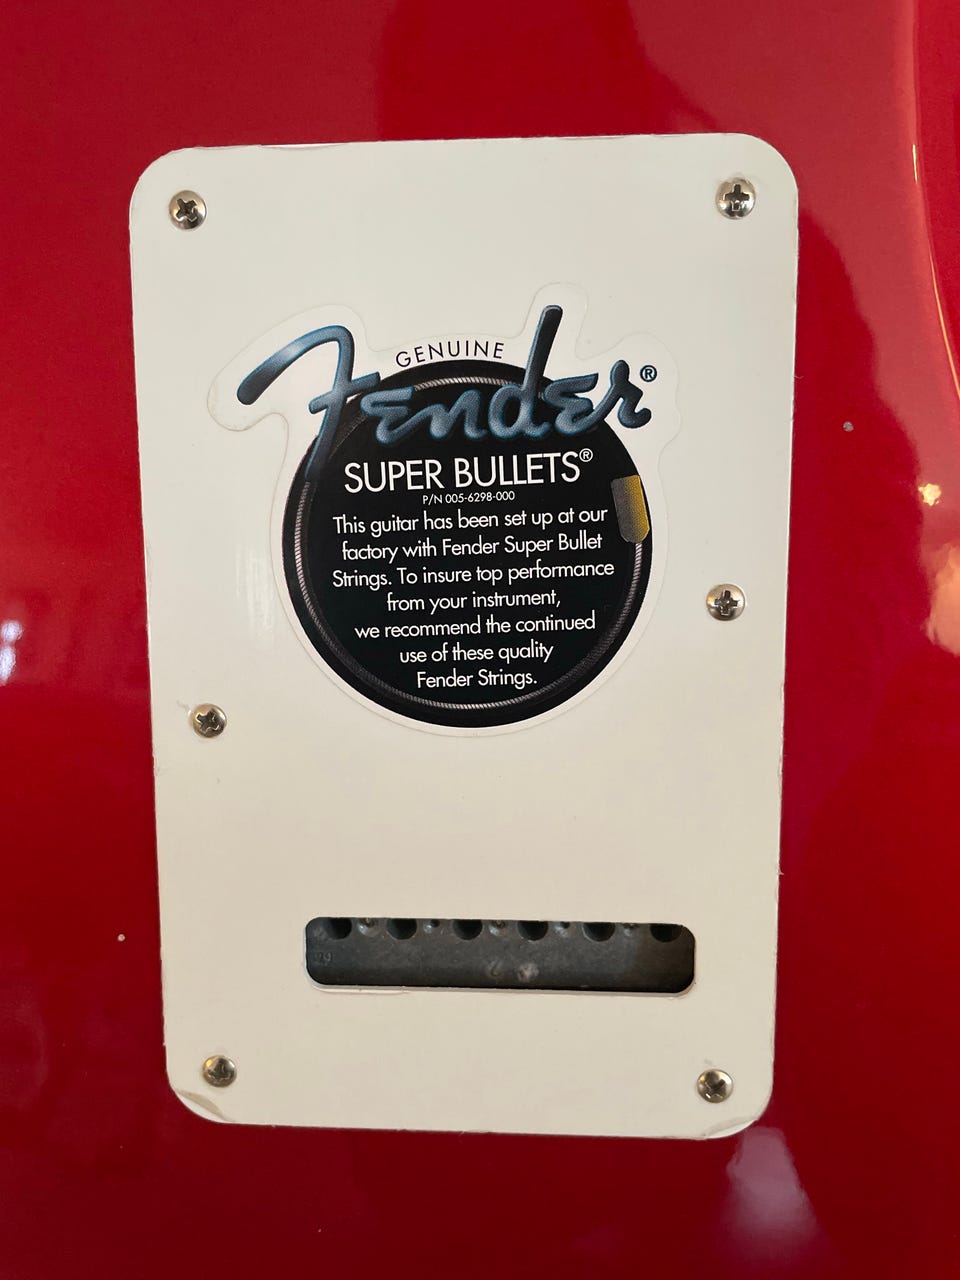 GENUINE
Fender®
SUPER BULLETS®
P/N 005-6298-000
This guitar has been set up at our
factory with Fender Super Bullet
Strings. To insure top performance
from your instrument,
we recommend the continued
use of these quality
Fender Strings.